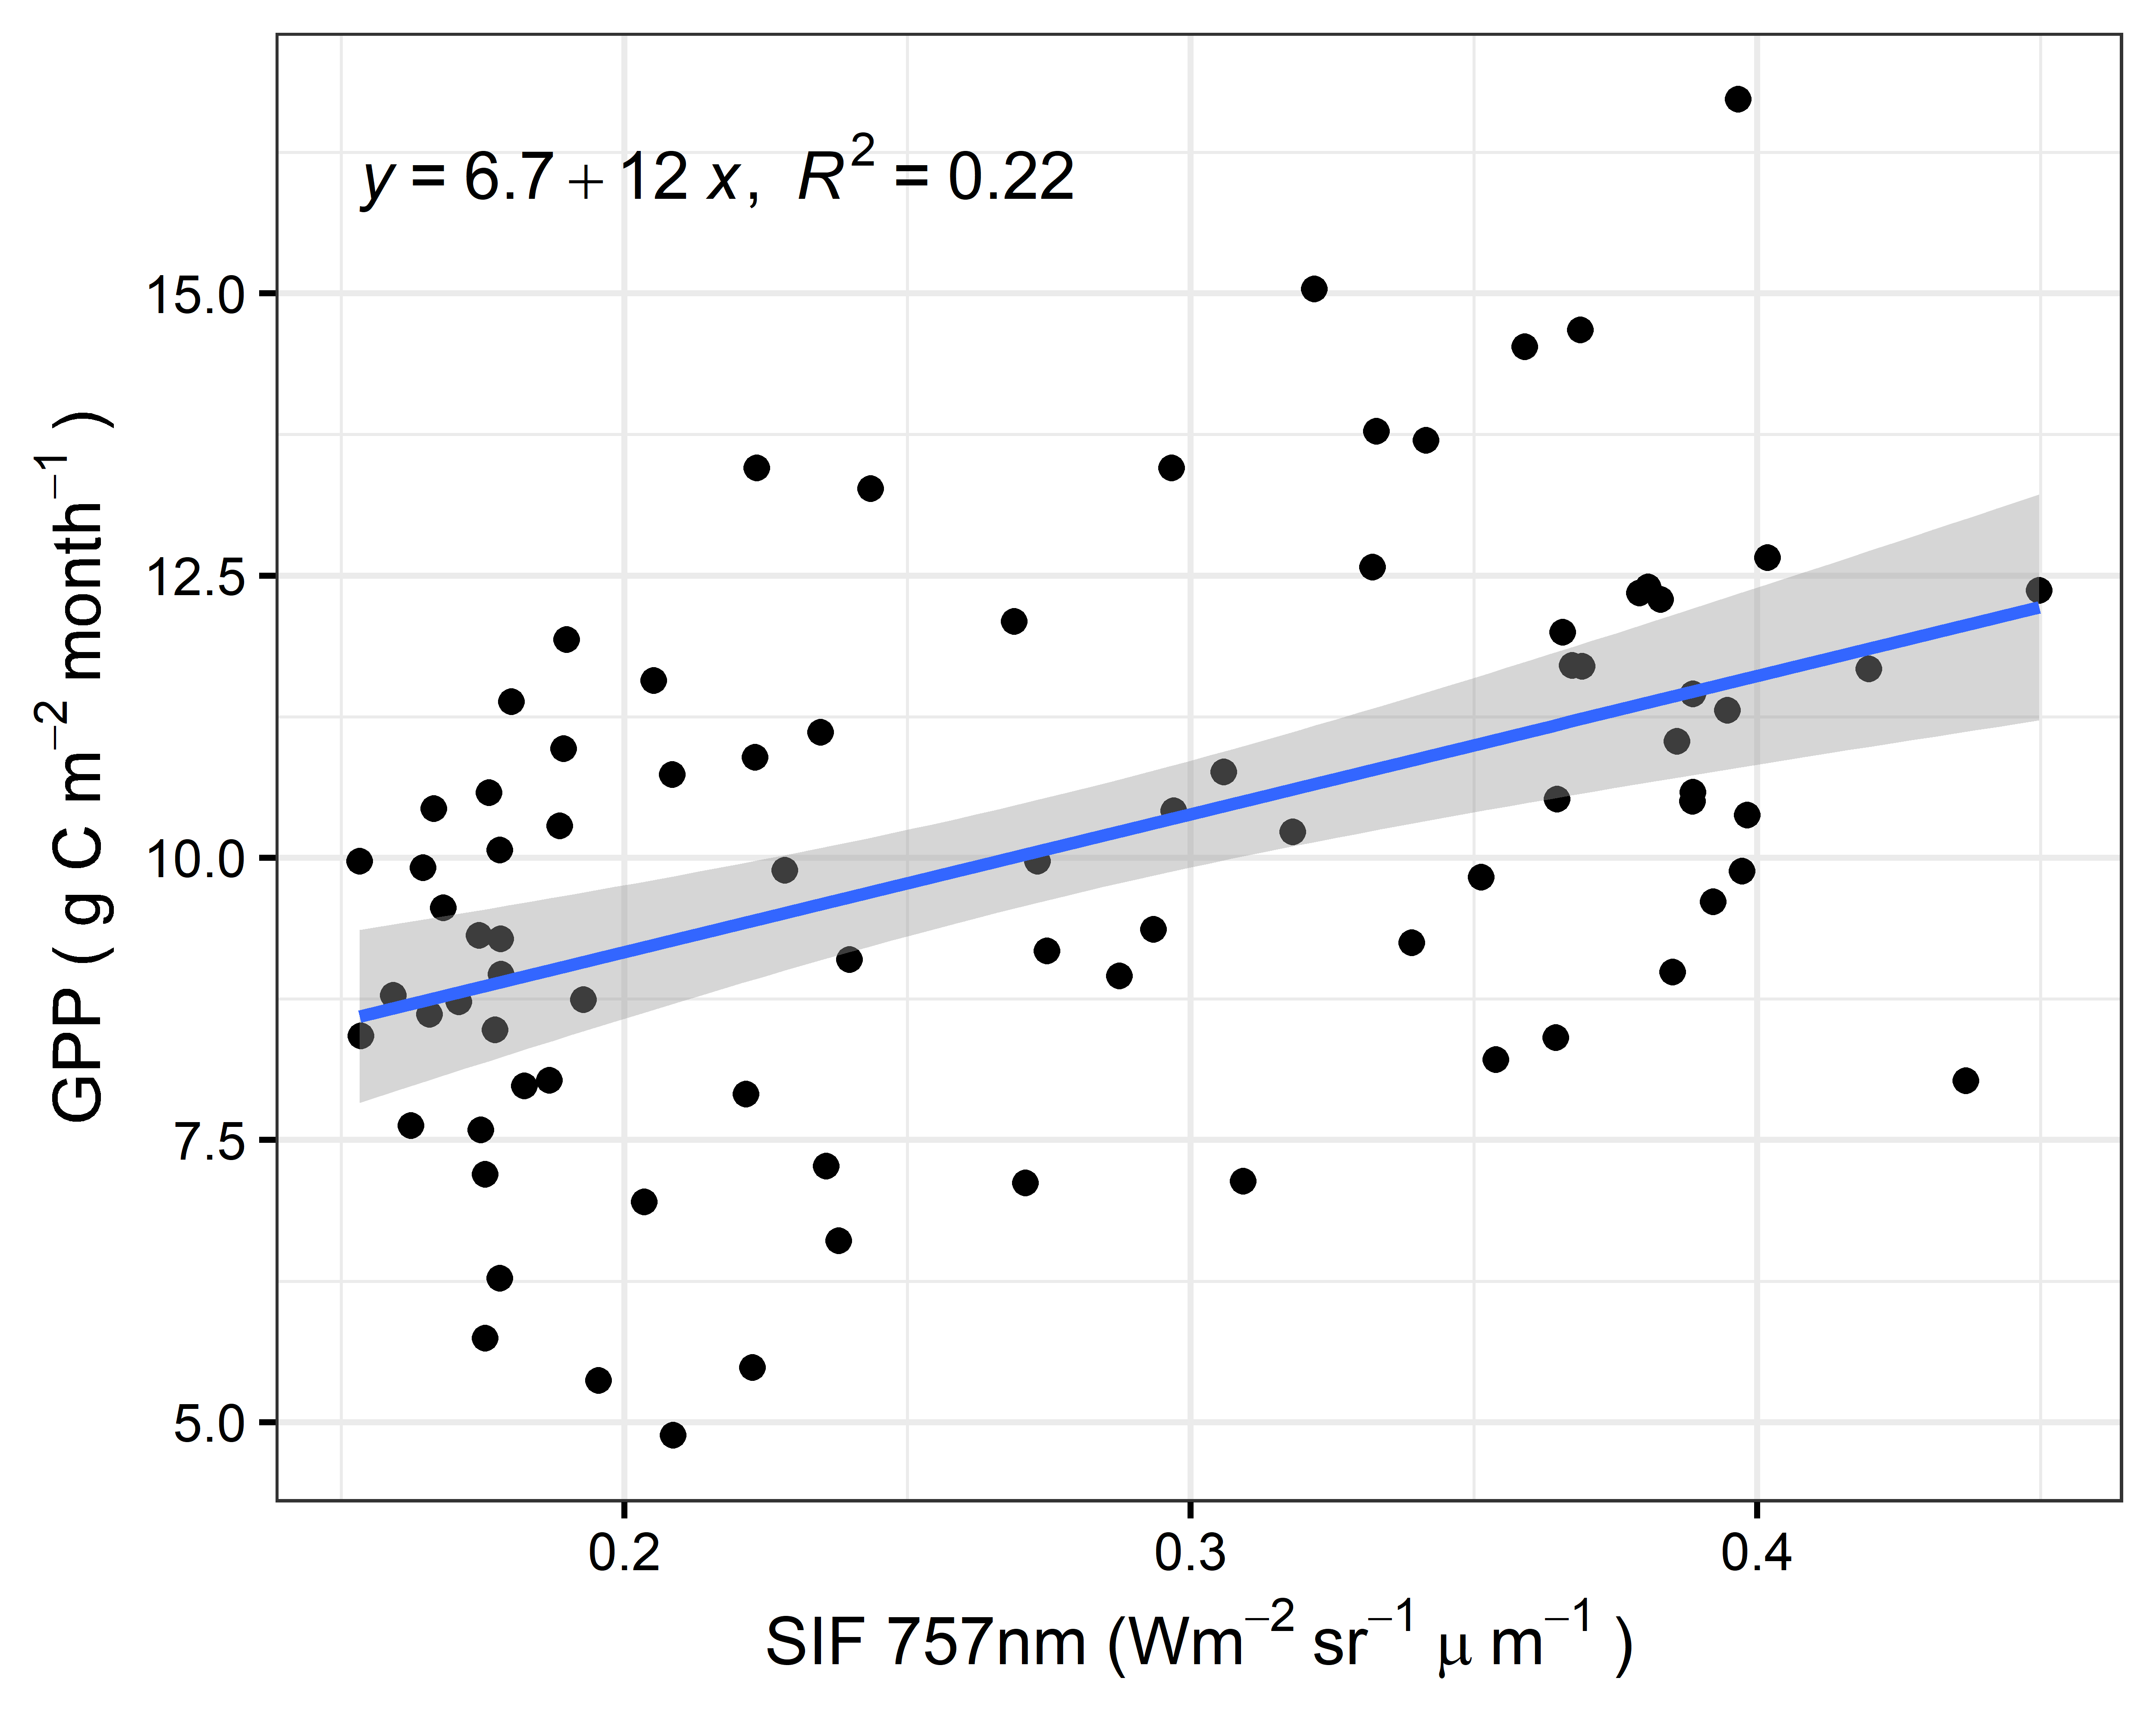 y = 6.7 + 12 x, R² = 0.22
GPP ( g C m⁻² month⁻¹ )
15.0
12.5
10.0
7.5
5.0
0.2 0.3 0.4
SIF 757nm (Wm⁻² sr⁻¹ μ m⁻¹ )